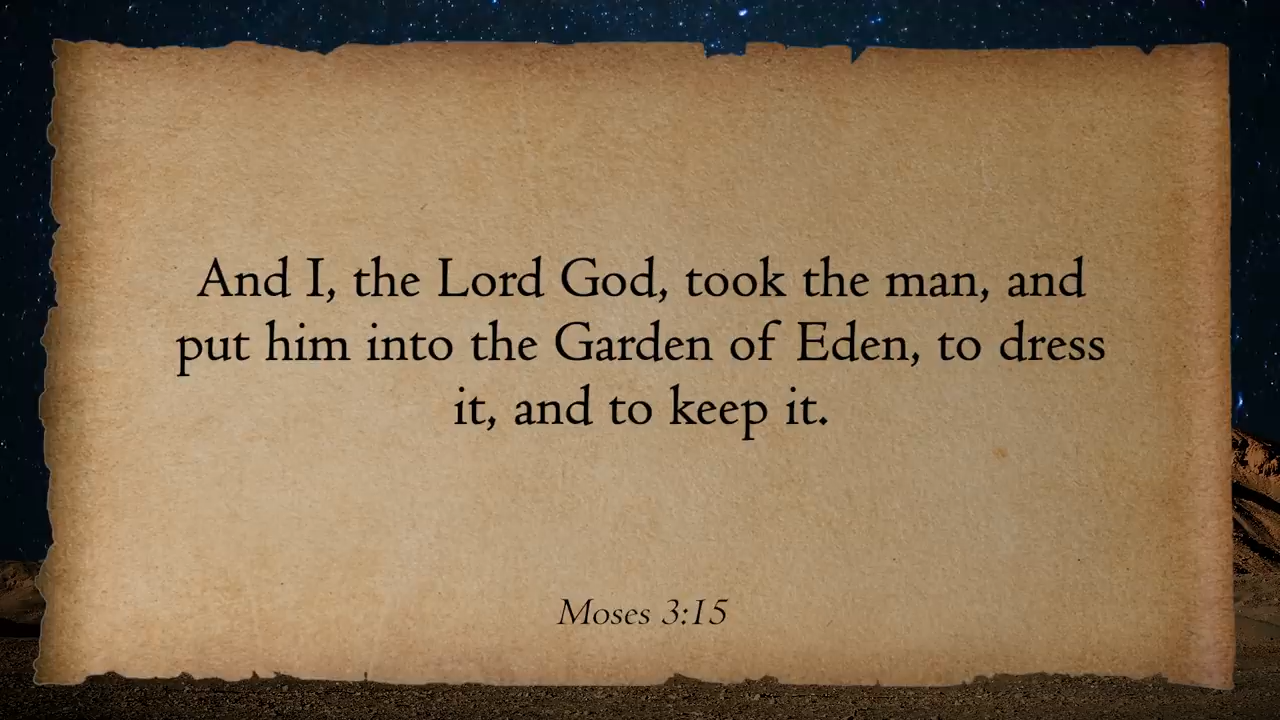 And I, the Lord God, took the man, and
put him into the Garden of Eden, to dress
it, and to keep it.
Moses 3:15